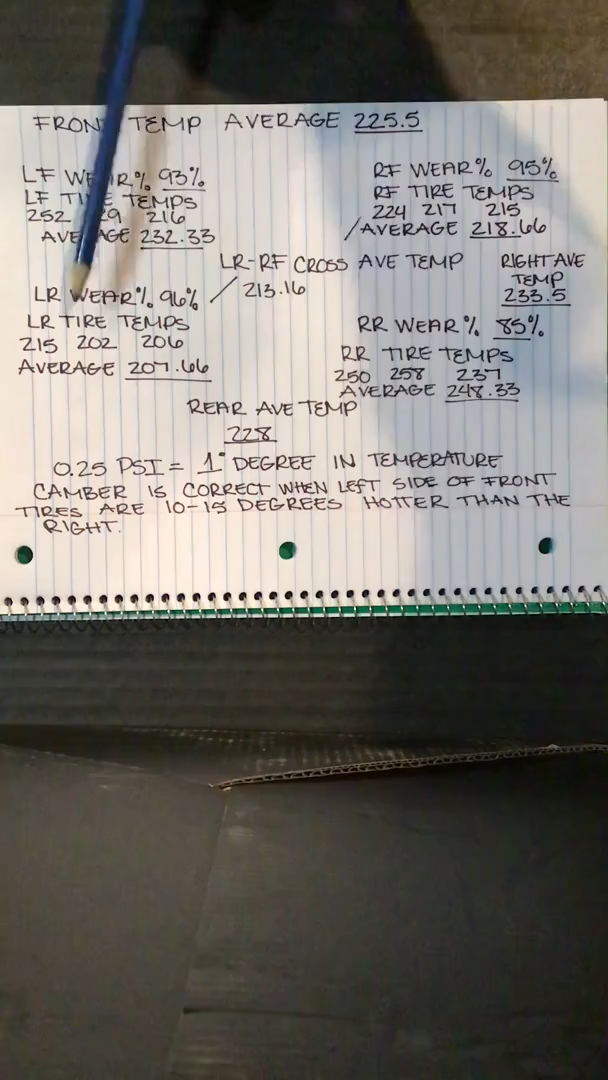 FRONT TEMP AVERAGE 225.5
LF WEAR% 93%
LF TIRE TEMPS
252 29 216
AVERAGE 232.33
RF WEAR% 95%
RF TIRE TEMPS
224 217 215
AVERAGE 218.66
LR-RF CROSS AVE TEMP
213.16
RIGHT AVE
TEMP
233.5
LR WEAR% 96%
LR TIRE TEMPS
215 202 206
AVERAGE 207.66
RR WEAR% 85%
RR TIRE TEMPS
250 258 237
AVERAGE 248.33
REAR AVE TEMP
228
0.25 PSI = 1° DEGREE IN TEMPERATURE
CAMBER IS CORRECT WHEN LEFT SIDE OF FRONT
TIRES ARE 10-15 DEGREES HOTTER THAN THE
RIGHT.